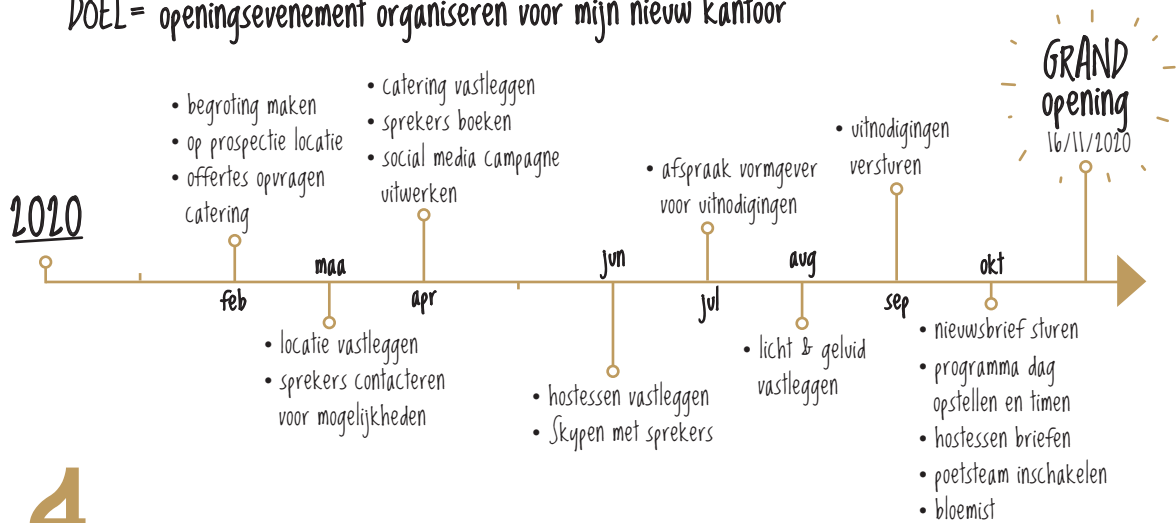 DOEL = openingsevenement organiseren voor mijn nieuw kantoor
GRAND
opening
16/11/2020
• catering vastleggen
• sprekers boeken
• social media campagne
uitwerken
• begroting maken
• op prospectie locatie
• offertes opvragen
catering
• uitnodigingen
versturen
• afspraak vormgever
voor uitnodigingen
2020
feb
maa
apr
jun
jul
aug
sep
okt
• locatie vastleggen
• sprekers contacteren
voor mogelijkheden
• hostessen vastleggen
• Skypen met sprekers
• licht & geluid
vastleggen
• nieuwsbrief sturen
• programma dag
opstellen en timen
• hostessen briefen
• poetsteam inschakelen
• bloemist
4